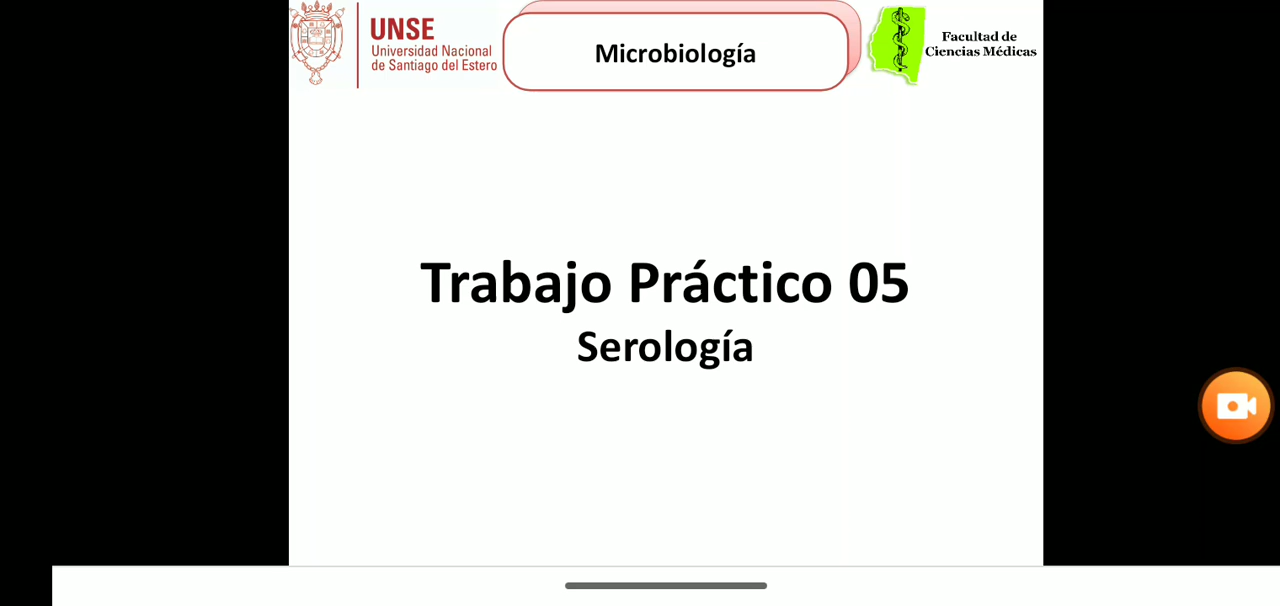 UNSE
Universidad Nacional
de Santiago del Estero
Microbiología
Facultad de
Ciencias Médicas
Trabajo Práctico 05
Serología